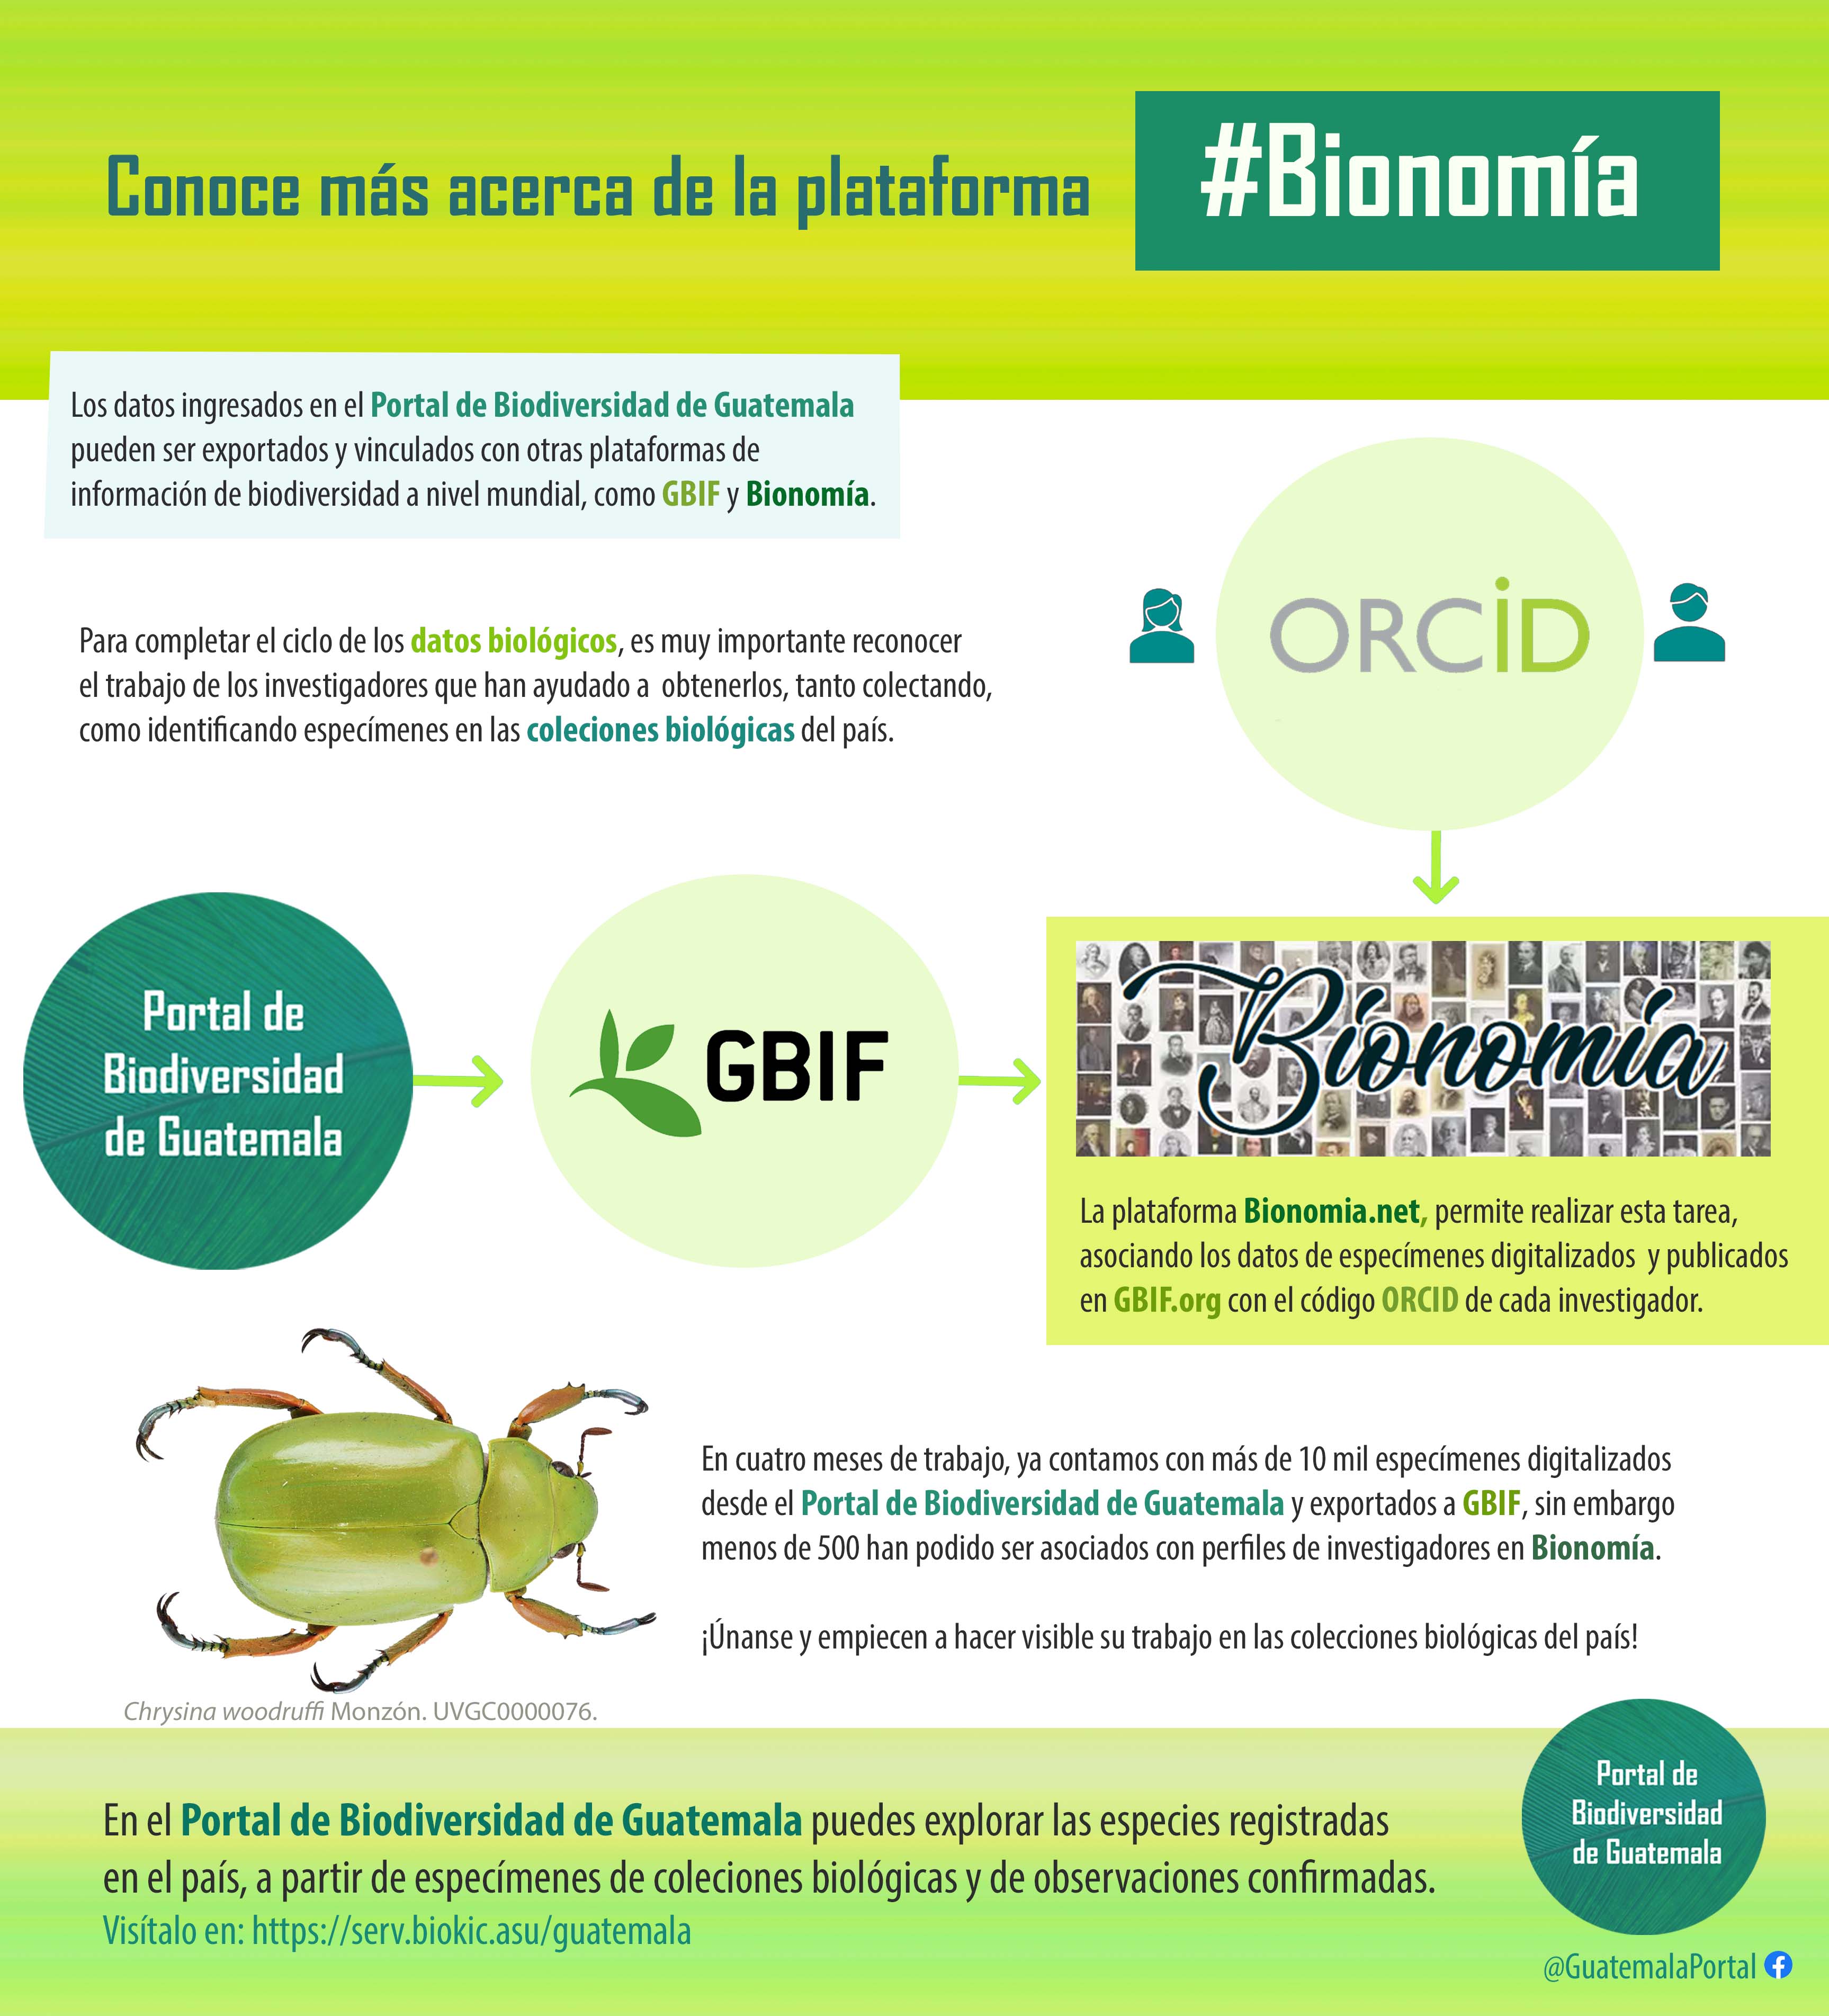 Conoce más acerca de la plataforma
#Bionomía
Los datos ingresados en el Portal de Biodiversidad de Guatemala
pueden ser exportados y vinculados con otras plataformas de
información de biodiversidad a nivel mundial, como GBIF y Bionomía.
ORCiD
Para completar el ciclo de los datos biológicos, es muy importante reconocer
el trabajo de los investigadores que han ayudado a obtenerlos, tanto colectando,
como identificando especímenes en las coleciones biológicas del país.
Portal de
Biodiversidad
de Guatemala
GBIF
Bionomia
La plataforma Bionomia.net, permite realizar esta tarea,
asociando los datos de especímenes digitalizados y publicados
en GBIF.org con el código ORCID de cada investigador.
En cuatro meses de trabajo, ya contamos con más de 10 mil especímenes digitalizados
desde el Portal de Biodiversidad de Guatemala y exportados a GBIF, sin embargo
menos de 500 han podido ser asociados con perfiles de investigadores en Bionomía.
¡Únanse y empiecen a hacer visible su trabajo en las colecciones biológicas del país!
Chrysina woodruffi Monzón. UVGC0000076.
En el Portal de Biodiversidad de Guatemala puedes explorar las especies registradas
en el país, a partir de especímenes de coleciones biológicas y de observaciones confirmadas.
Visítalo en: https://serv.biokic.asu/guatemala
Portal de
Biodiversidad
de Guatemala
@GuatemalaPortal